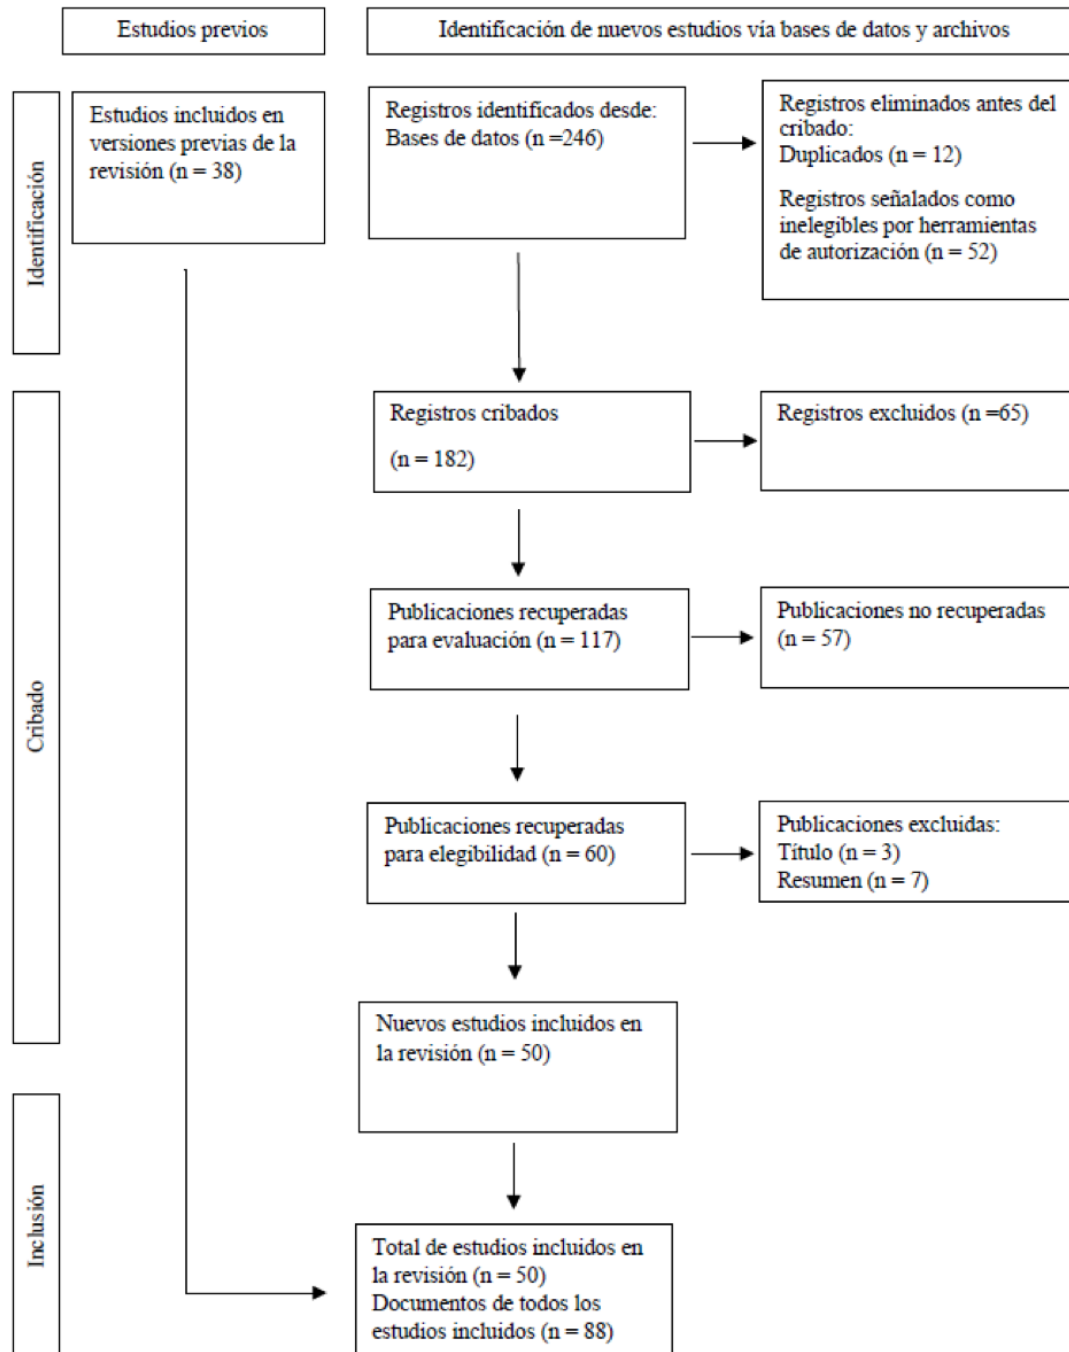 Estudios previos
Identificación de nuevos estudios vía bases de datos y archivos
Identificación
Estudios incluidos en
versiones previas de la
revisión (n = 38)
Registros identificados desde:
Bases de datos (n =246)
Registros eliminados antes del
cribado:
Duplicados (n = 12)
Registros señalados como
inelegibles por herramientas
de autorización (n = 52)
Cribado
Registros cribados
(n = 182)
Registros excluidos (n =65)
Publicaciones recuperadas
para evaluación (n = 117)
Publicaciones no recuperadas
(n = 57)
Publicaciones recuperadas
para elegibilidad (n = 60)
Publicaciones excluidas:
Título (n = 3)
Resumen (n = 7)
Nuevos estudios incluidos en
la revisión (n = 50)
Inclusión
Total de estudios incluidos en
la revisión (n = 50)
Documentos de todos los
estudios incluidos (n = 88)